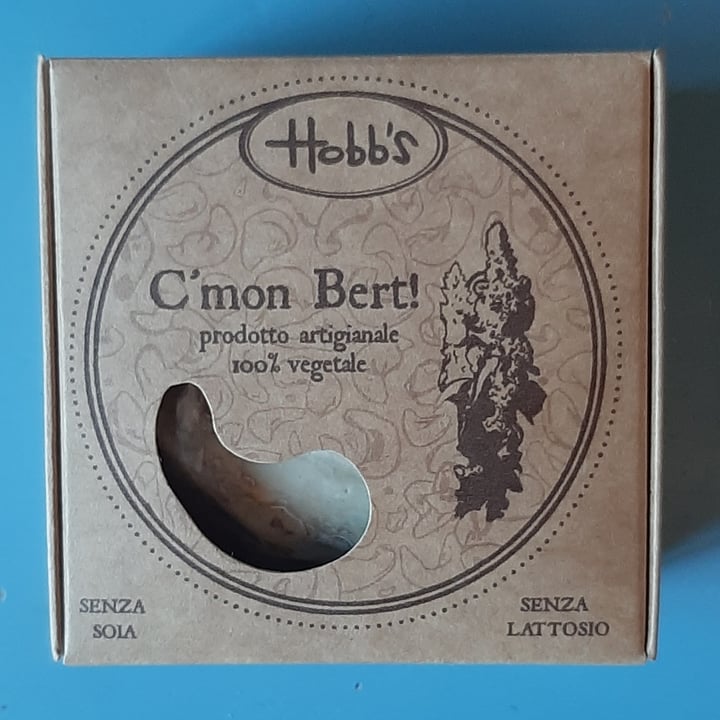 Hobb's
C'mon Bert!
prodotto artigianale
100% vegetale
SENZA
SOIA
SENZA
LATTOSIO